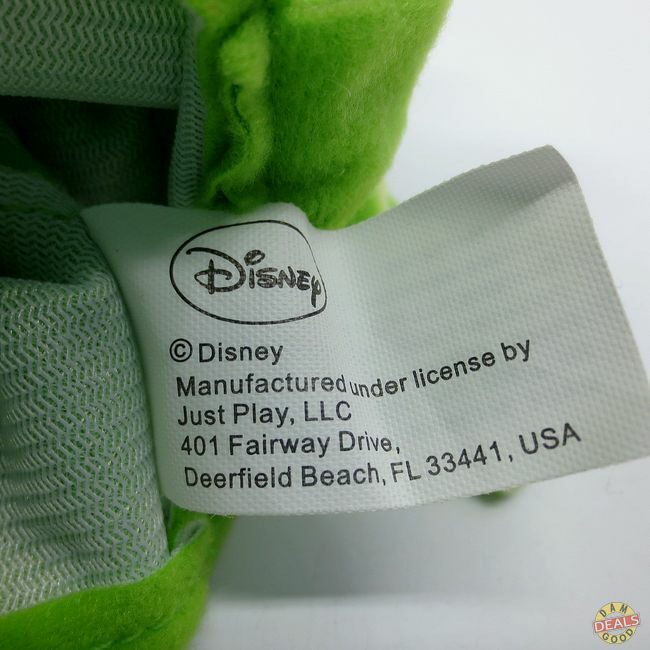 Disney
© Disney
Manufactured under license by
Just Play, LLC
401 Fairway Drive,
Deerfield Beach, FL 33441, USA
DAM
DEALS
GOOD